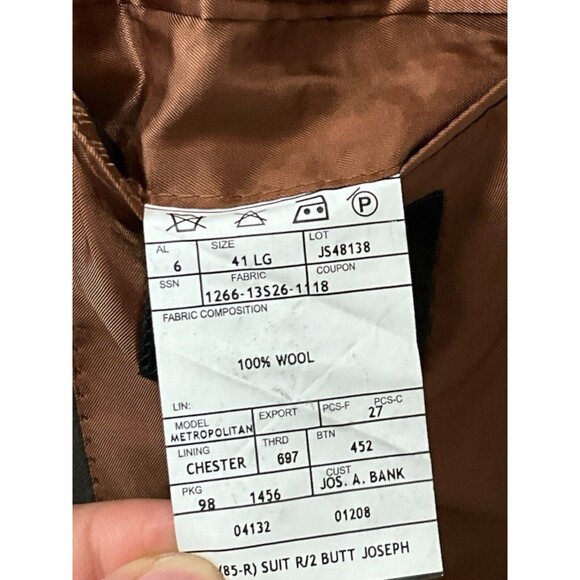 P
AL SIZE LOT
6 41 LG JS48138
SSN FABRIC COUPON
1266-13S26-1118
FABRIC COMPOSITION
100% WOOL
LIN:
MODEL EXPORT PCS-F PCS-C
METROPOLITAN 27
LINING THRD BTN
CHESTER 697 452
PKG CUST
98 1456 JOS. A. BANK
04132 01208
(85-R) SUIT R/2 BUTT JOSEPH